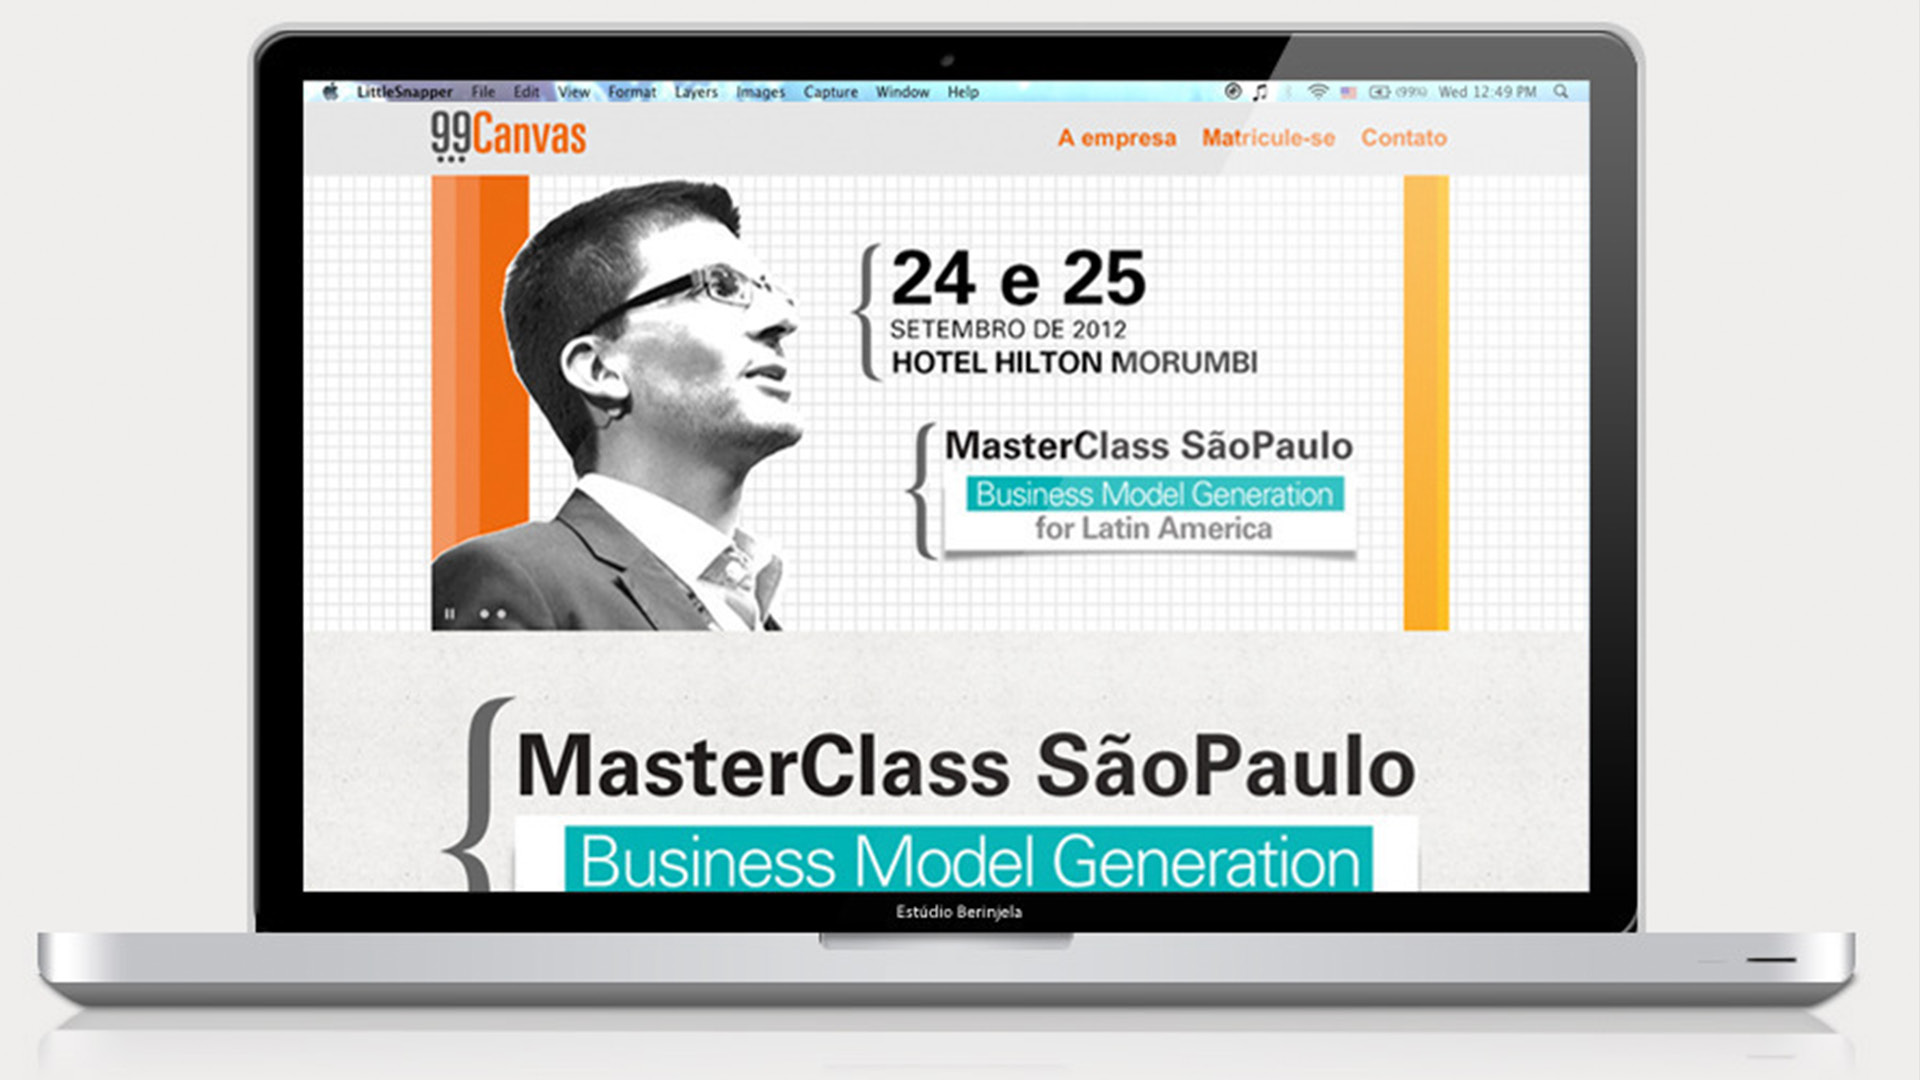 LittleSnapper File Edit View Format Layers Images Capture Window Help (99%) Wed 12:49 PM
99Canvas
A empresa Matricule-se Contato
24 e 25
SETEMBRO DE 2012
HOTEL HILTON MORUMBI
MasterClass SãoPaulo
Business Model Generation
for Latin America
MasterClass SãoPaulo
Business Model Generation
Estúdio Berinjela